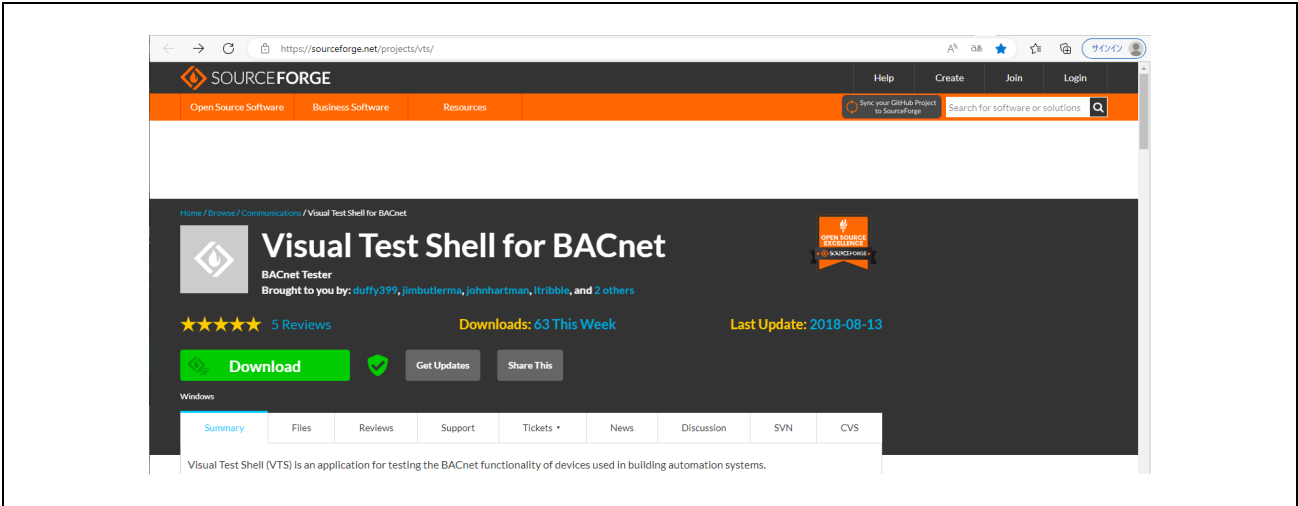 https://sourceforge.net/projects/vts/
サインイン
SOURCEFORGE
Help Create Join Login
Open Source Software Business Software Resources
Sync your GitHub Project
to SourceForge
Search for software or solutions
Home / Browse / Communications / Visual Test Shell for BACnet
Visual Test Shell for BACnet
OPEN SOURCE
EXCELLENCE
SOURCEFORGE
BACnet Tester
Brought to you by: duffy399, jimbutlerma, johnhartman, ltribble, and 2 others
5 Reviews
Downloads: 63 This Week
Last Update: 2018-08-13
SF
Download
Get Updates
Share This
Windows
Summary Files Reviews Support Tickets News Discussion SVN CVS
Visual Test Shell (VTS) is an application for testing the BACnet functionality of devices used in building automation systems.